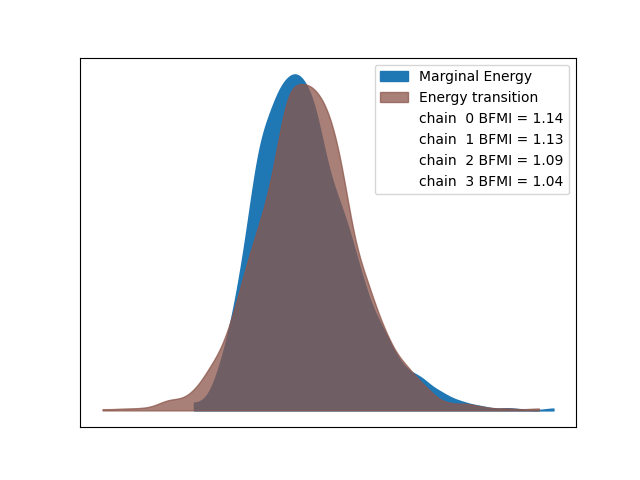 Marginal Energy
Energy transition
chain  0 BFMI = 1.14
chain  1 BFMI = 1.13
chain  2 BFMI = 1.09
chain  3 BFMI = 1.04